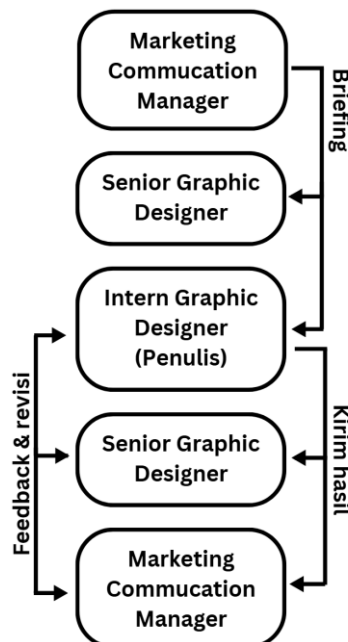 Marketing
Commucation
Manager
Briefing
Senior Graphic
Designer
Intern Graphic
Designer
(Penulis)
Feedback & revisi
Kirim hasil
Senior Graphic
Designer
Marketing
Commucation
Manager